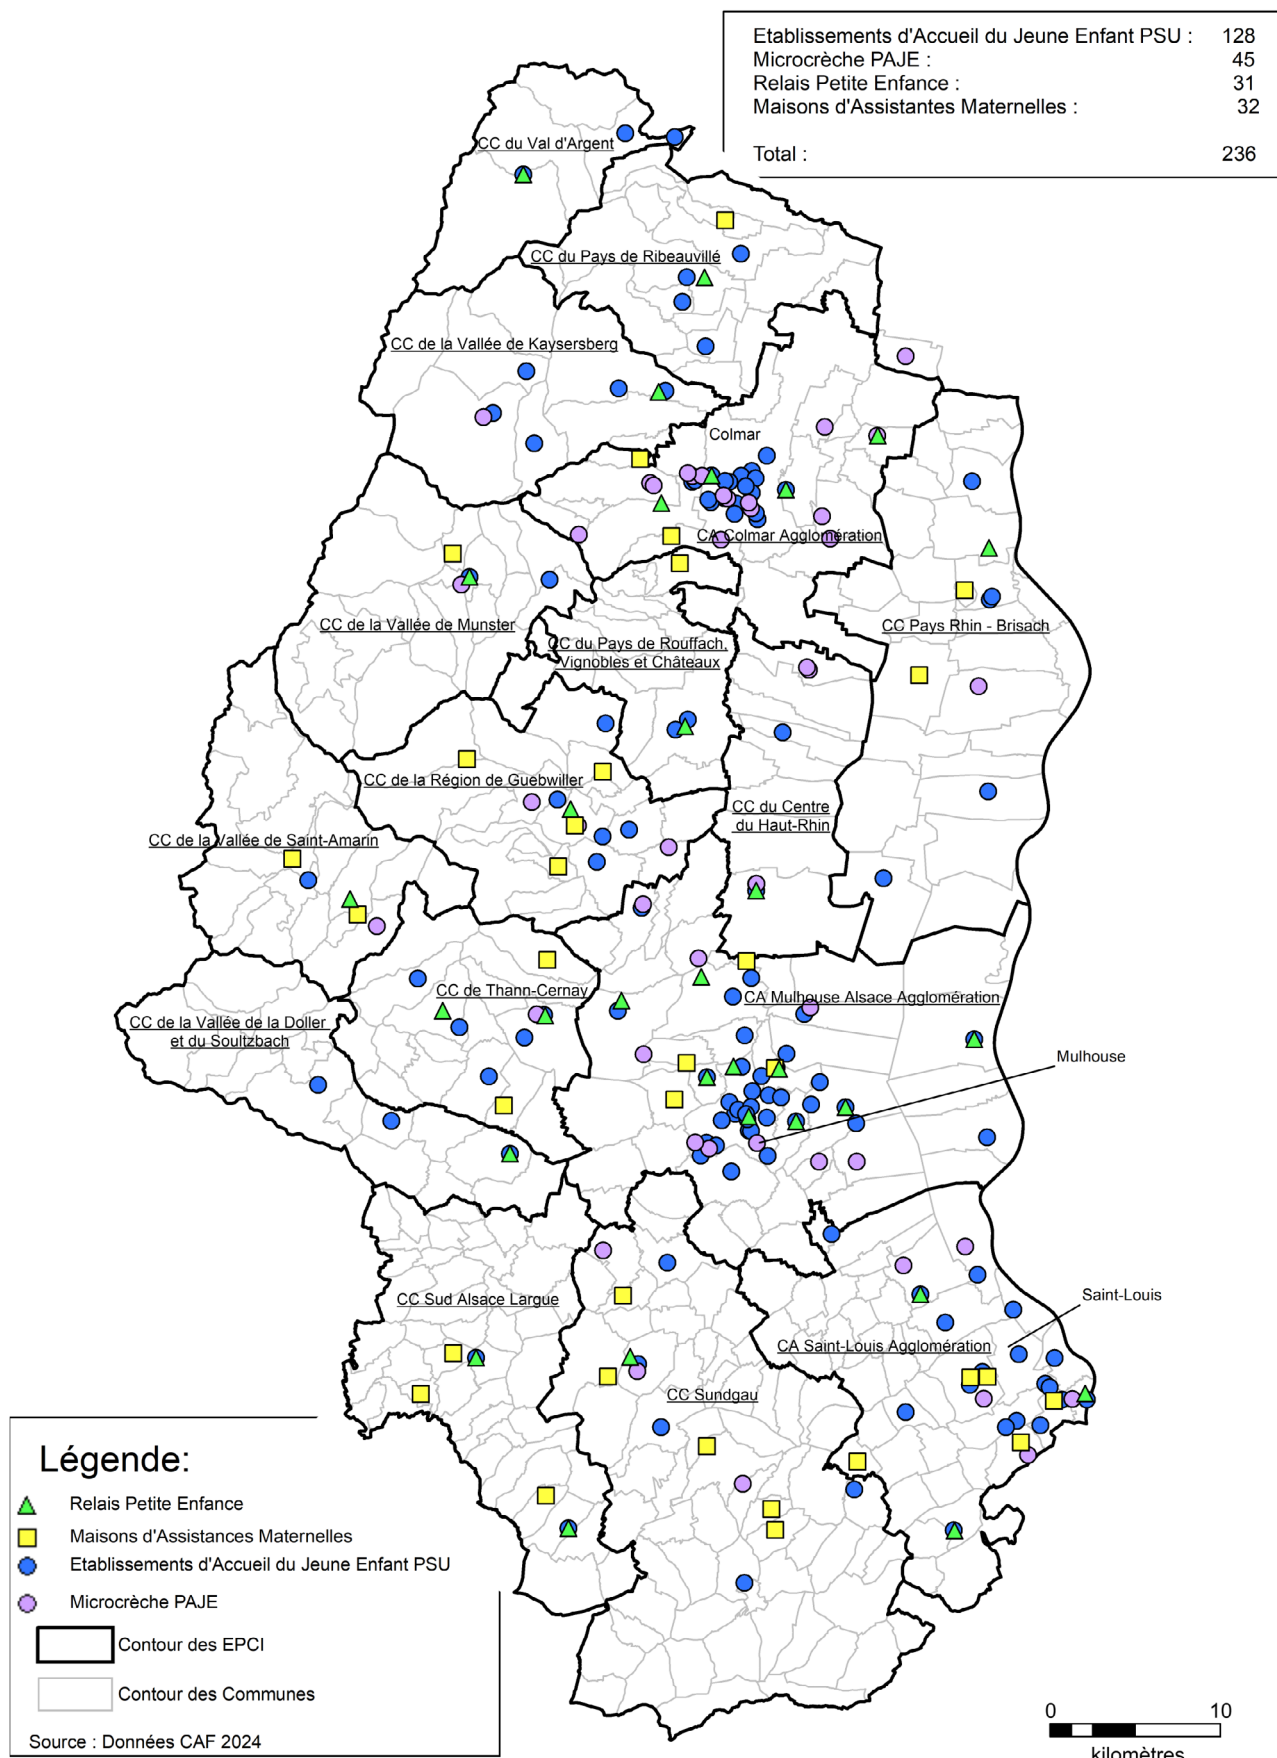 Etablissements d'Accueil du Jeune Enfant PSU : 128
Microcrèche PAJE : 45
Relais Petite Enfance : 31
Maisons d'Assistantes Maternelles : 32
Total : 236
CC du Val d'Argent
CC du Pays de Ribeauvillé
CC de la Vallée de Kaysersberg
Colmar
CA Colmar Agglomération
CC de la Vallée de Munster
CC du Pays de Rouffach,
Vignobles et Châteaux
CC Pays Rhin - Brisach
CC de la Région de Guebwiller
CC du Centre
du Haut-Rhin
CC de la Vallée de Saint-Amarin
CC de Thann-Cernay
CA Mulhouse Alsace Agglomération
CC de la Vallée de la Doller
et du Soultzbach
Mulhouse
CC Sud Alsace Largue
Saint-Louis
CA Saint-Louis Agglomération
CC Sundgau
Légende:
Relais Petite Enfance
Maisons d'Assistances Maternelles
Etablissements d'Accueil du Jeune Enfant PSU
Microcrèche PAJE
Contour des EPCI
Contour des Communes
Source : Données CAF 2024
0 10
kilomètres